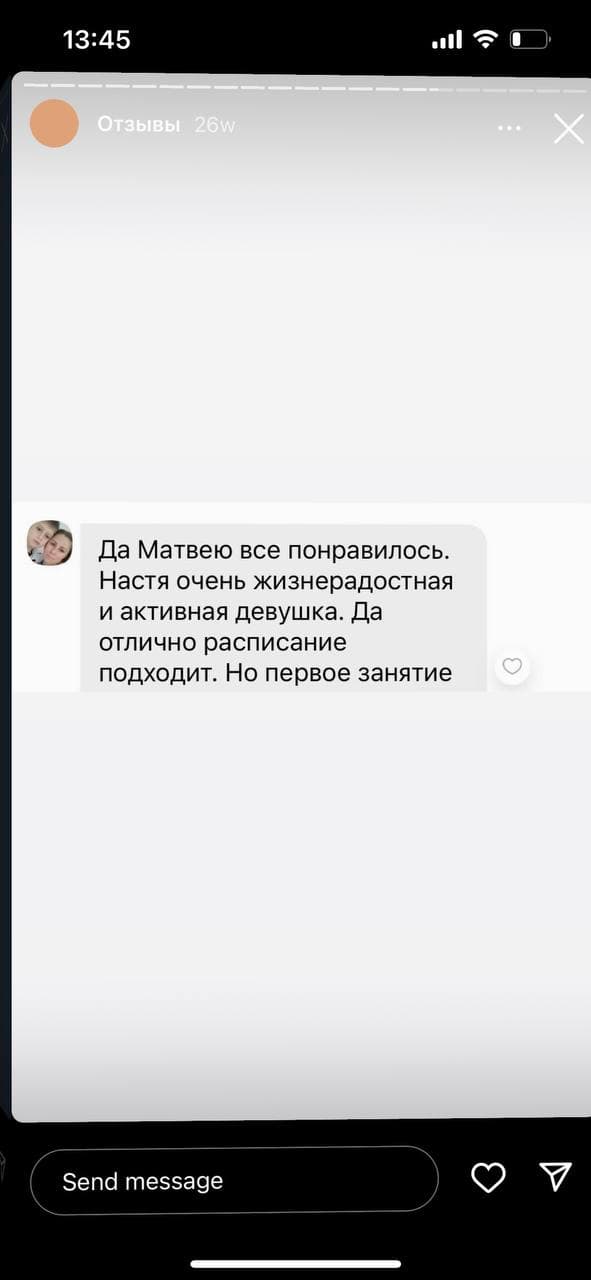 13:45
Отзывы 26w
Да Матвею все понравилось.
Настя очень жизнерадостная
и активная девушка. Да
отлично расписание
подходит. Но первое занятие
Send message